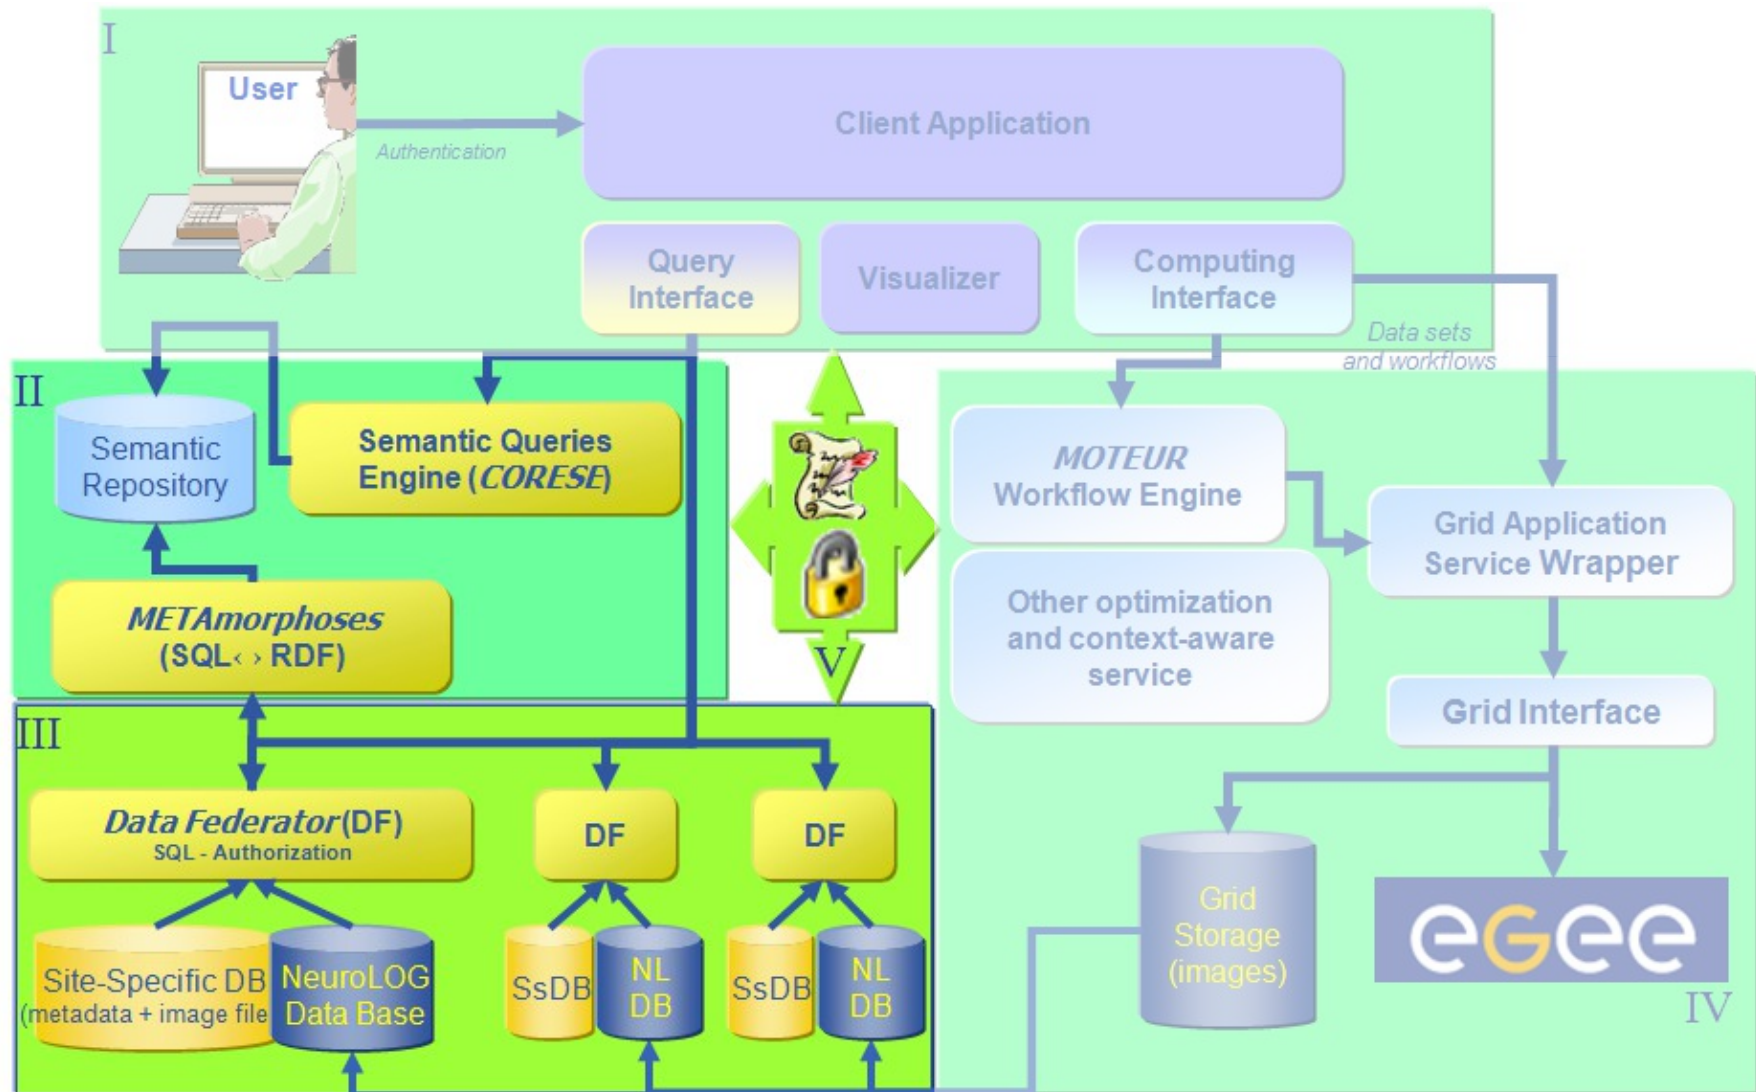 I
User
Authentication
Client Application
Query
Interface
Visualizer
Computing
Interface
Data sets
and workflows
II
Semantic
Repository
Semantic Queries
Engine (CORESE)
METAmorphoses
(SQL‹ › RDF)
V
MOTEUR
Workflow Engine
Other optimization
and context-aware
service
Grid Application
Service Wrapper
Grid Interface
III
Data Federator(DF)
SQL - Authorization
DF
DF
Site-Specific DB
(metadata + image file
NeuroLOG
Data Base
SsDB
NL
DB
SsDB
NL
DB
Grid
Storage
(images)
eGee
IV